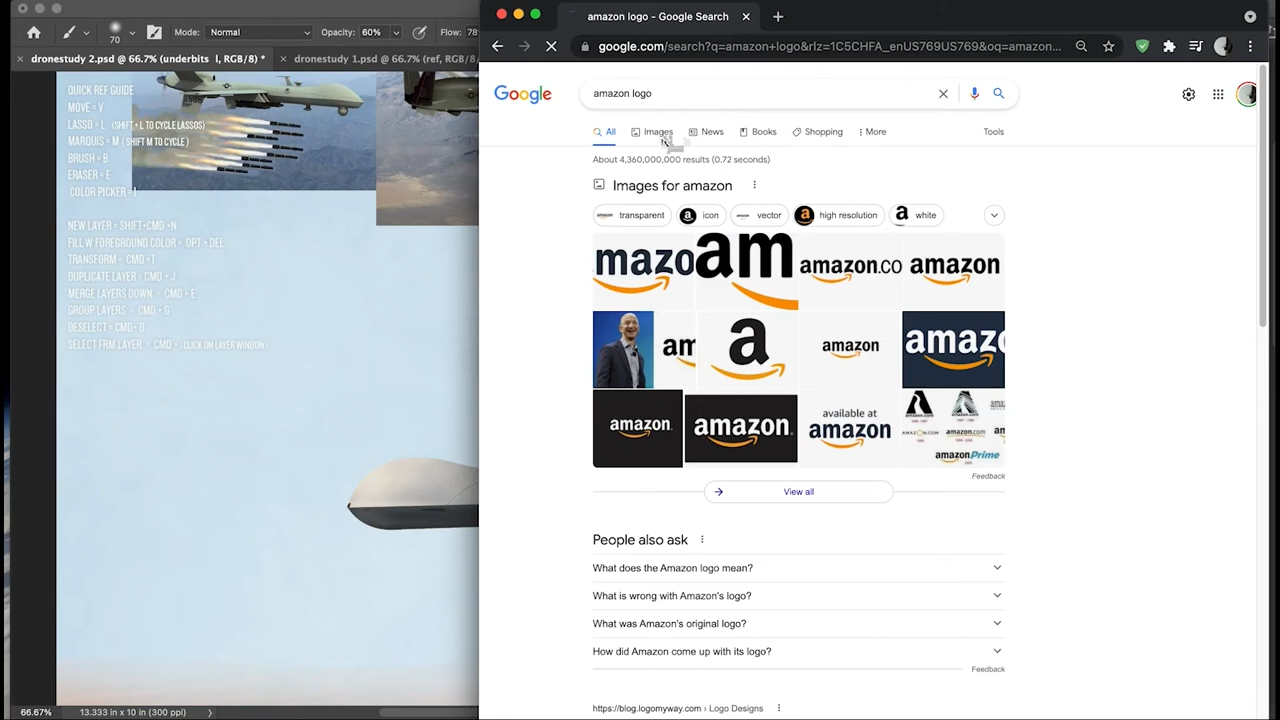 70
Mode:
Normal
Opacity:
60%
Flow:
dronestudy 2.psd @ 66.7% (underbits l, RGB/8) *
dronestudy 1.psd @ 66.7% (ref, RGB/8)
QUICK REF GUIDE
MOVE = V
LASSO = L (SHIFT + L TO CYCLE LASSOS)
MARQUIS = M ( SHIFT M TO CYCLE )
BRUSH = B
ERASER = E
COLOR PICKER = I
NEW LAYER = SHIFT+CMD +N
FILL W FOREGROUND COLOR = OPT + DEL
TRANSFORM = CMD +T
DUPLICATE LAYER = CMD + J
MERGE LAYERS DOWN = CMD + E
GROUP LAYERS = CMD + G
DESELECT = CMD+ D
SELECT FRM LAYER = CMD + (CLICK ON LAYER WINDOW)
66.67%
13.333 in x 10 in (300 ppi)
amazon logo - Google Search
google.com/search?q=amazon+logo&rlz=1C5CHFA_enUS769US769&oq=amazon...
Google
amazon logo
All
Images
News
Books
Shopping
More
Tools
About 4,360,000,000 results (0.72 seconds)
Images for amazon
transparent
icon
vector
high resolution
white
mazo
am
amazon.co
amazon
am
a
amazon
amaz
amazon
amazon
available at
amazon
amazon.com
amazonPrime
Feedback
View all
People also ask
What does the Amazon logo mean?
What is wrong with Amazon's logo?
What was Amazon's original logo?
How did Amazon come up with its logo?
Feedback
https://blog.logomyway.com › Logo Designs